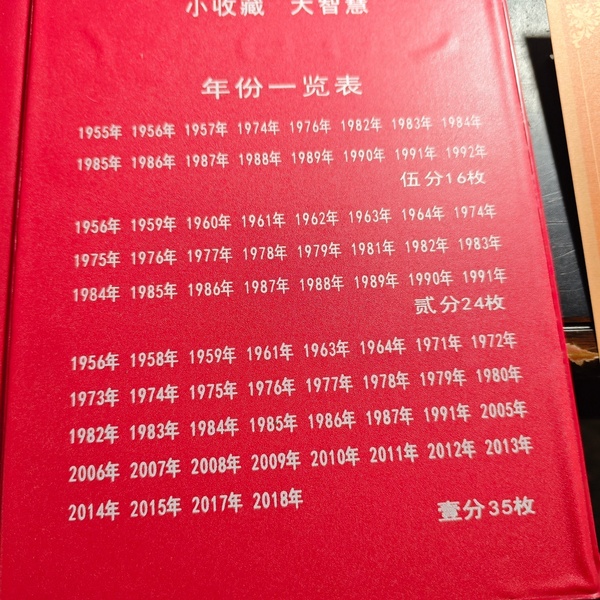 小收藏 大智慧
年份一览表
1955年 1956年 1957年 1974年 1976年 1982年 1983年 1984年
1985年 1986年 1987年 1988年 1989年 1990年 1991年 1992年
伍分16枚
1956年 1959年 1960年 1961年 1962年 1963年 1964年 1974年
1975年 1976年 1977年 1978年 1979年 1981年 1982年 1983年
1984年 1985年 1986年 1987年 1988年 1989年 1990年 1991年
贰分24枚
1956年 1958年 1959年 1961年 1963年 1964年 1971年 1972年
1973年 1974年 1975年 1976年 1977年 1978年 1979年 1980年
1982年 1983年 1984年 1985年 1986年 1987年 1991年 2005年
2006年 2007年 2008年 2009年 2010年 2011年 2012年 2013年
2014年 2015年 2017年 2018年
壹分35枚